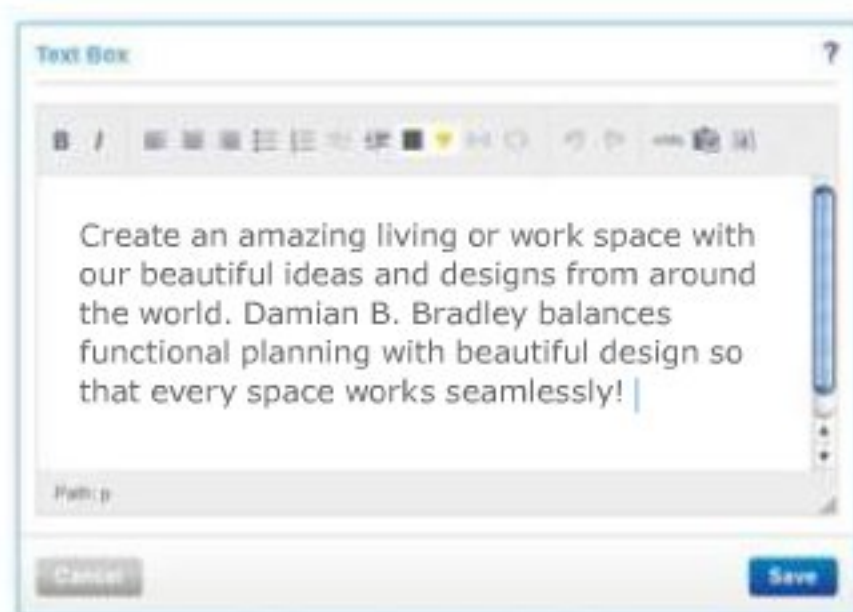 Text Box ?
B I
Create an amazing living or work space with
our beautiful ideas and designs from around
the world. Damian B. Bradley balances
functional planning with beautiful design so
that every space works seamlessly!
Path: p
Cancel Save